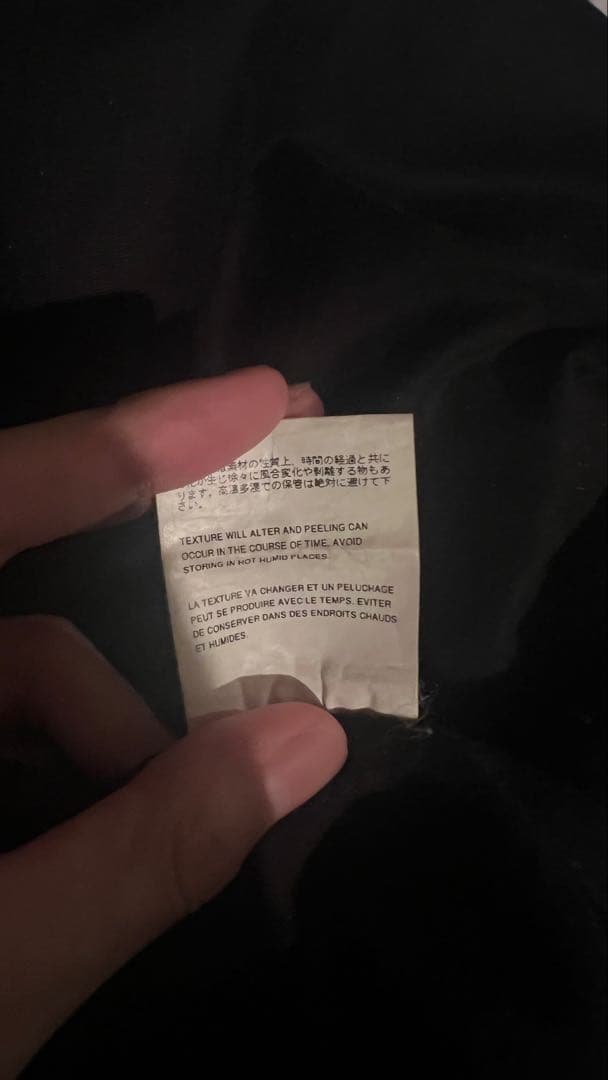 素材の性質上、時間の経過と共に
化が生じ徐々に風合変化や剥離する物もあ
ります。高温多湿での保管は絶対に避けて下
さい。
TEXTURE WILL ALTER AND PEELING CAN
OCCUR IN THE COURSE OF TIME. AVOID
STORING IN HOT HUMID PLACES.
LA TEXTURE VA CHANGER ET UN PELUCHAGE
PEUT SE PRODUIRE AVEC LE TEMPS. EVITER
DE CONSERVER DANS DES ENDROITS CHAUDS
ET HUMIDES.